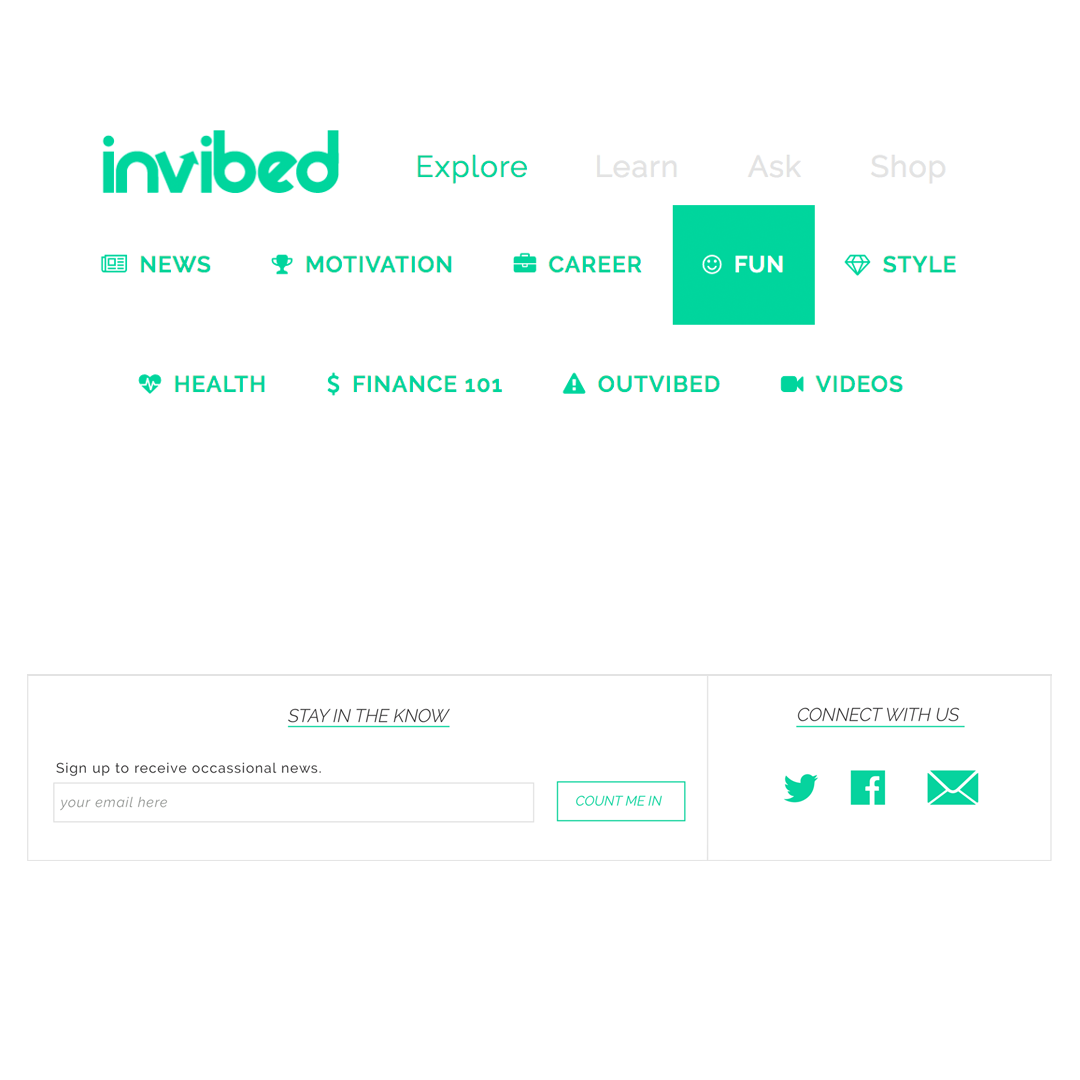 invibed Explore Learn Ask Shop
NEWS MOTIVATION CAREER FUN STYLE
HEALTH FINANCE 101 OUTVIBED VIDEOS
STAY IN THE KNOW
Sign up to receive occassional news.
your email here
COUNT ME IN
CONNECT WITH US